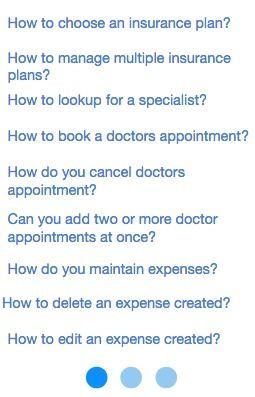 How to choose an insurance plan?
How to manage multiple insurance
plans?
How to lookup for a specialist?
How to book a doctors appointment?
How do you cancel doctors
appointment?
Can you add two or more doctor
appointments at once?
How do you maintain expenses?
How to delete an expense created?
How to edit an expense created?